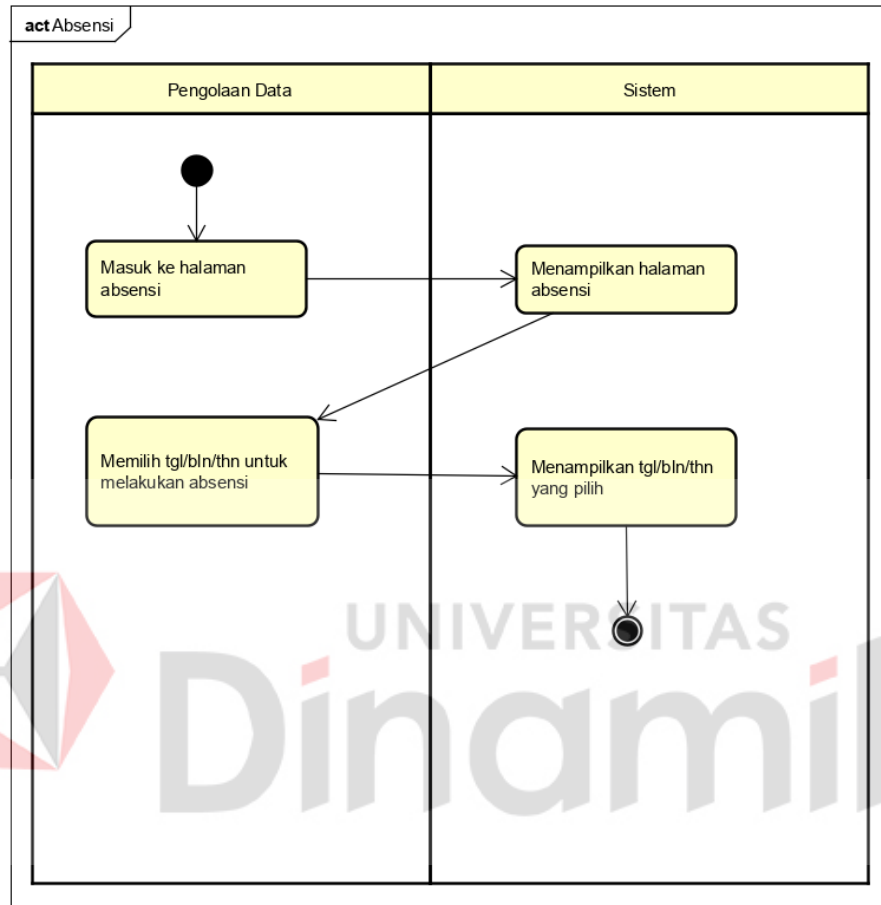 act Absensi
Pengolaan Data
Sistem
Masuk ke halaman
absensi
Menampilkan halaman
absensi
Memilih tgl/bln/thn untuk
melakukan absensi
Menampilkan tgl/bln/thn
yang pilih
UNIVERSITAS